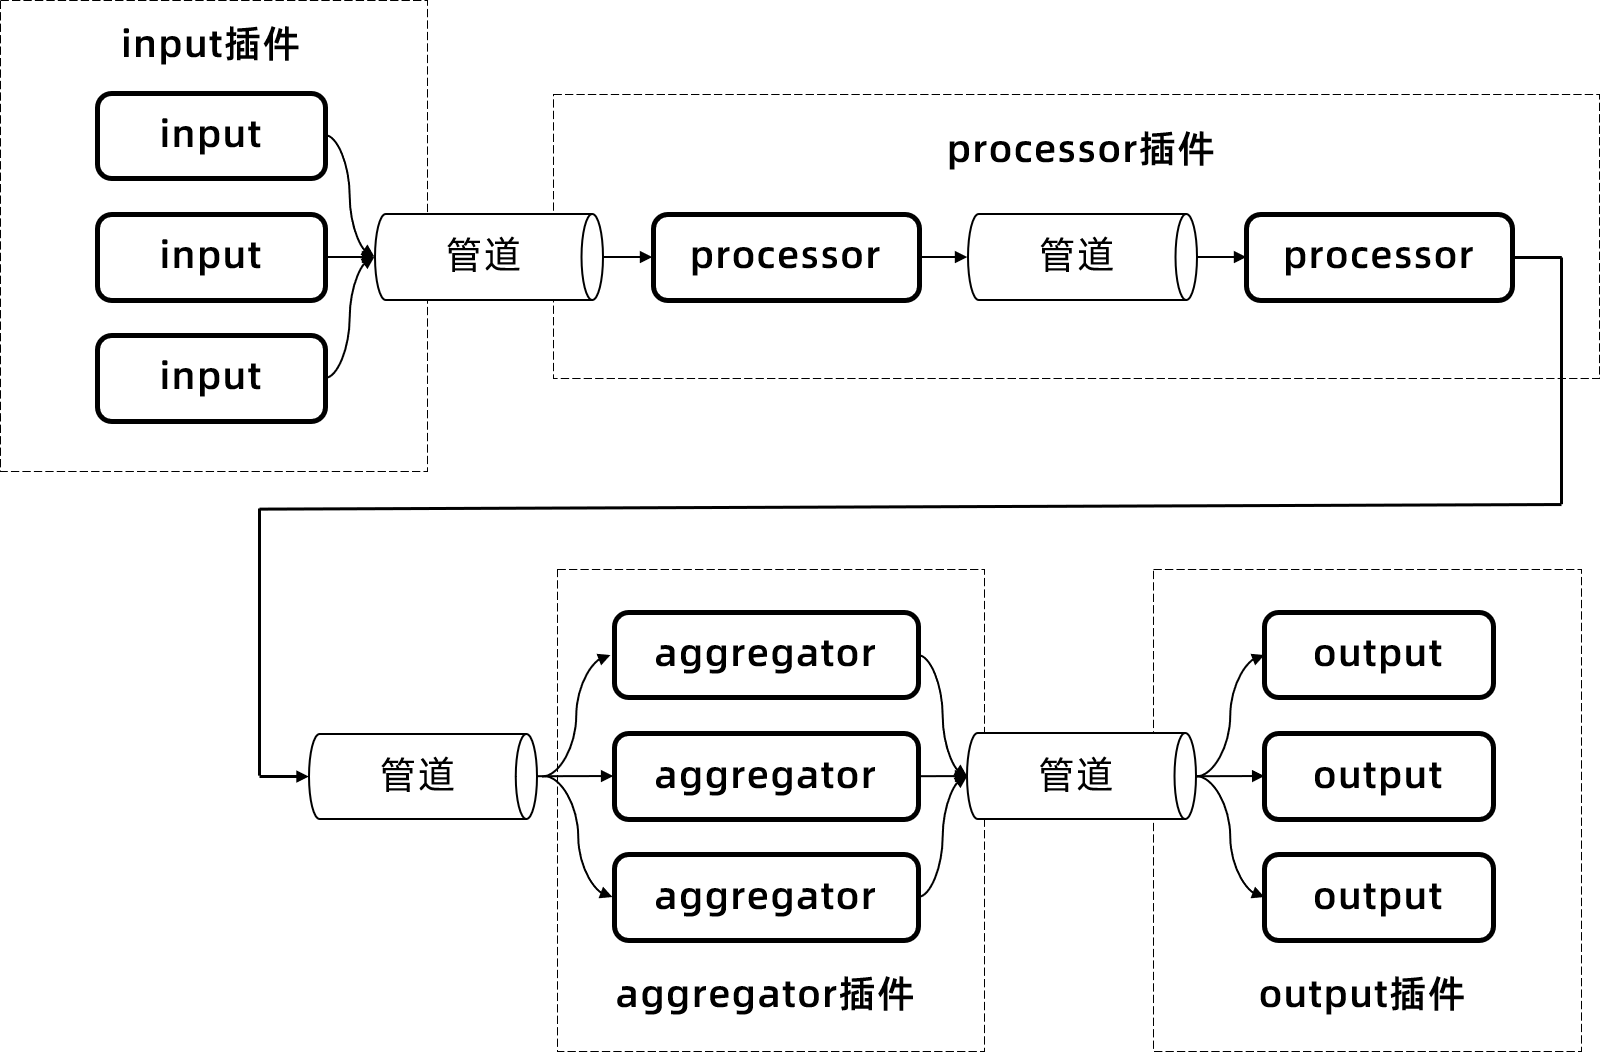 input插件
input
input
input
管道
processor插件
processor
管道
processor
管道
aggregator
aggregator
aggregator
aggregator插件
管道
output
output
output
output插件